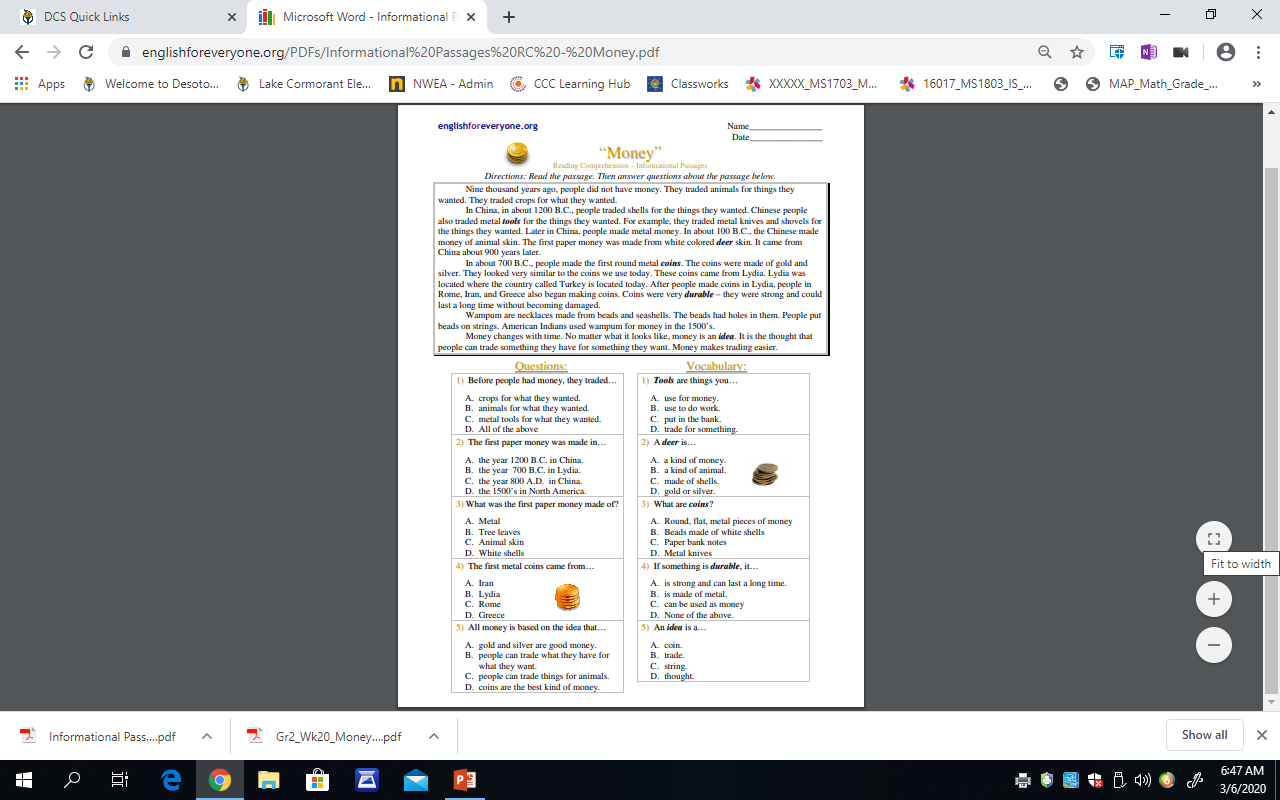 DCS Quick Links
Microsoft Word - Informational P
englishforeveryone.org/PDFs/Informational%20Passages%20RC%20-%20Money.pdf
Apps Welcome to Desoto... Lake Cormorant Ele... NWEA - Admin CCC Learning Hub Classworks XXXXX_MS1703_M... 16017_MS1803_IS_... MAP_Math_Grade_... »
englishforeveryone.org
Name________________
Date________________
“Money”
Reading Comprehension – Informational Passages
Directions: Read the passage. Then answer questions about the passage below.
Nine thousand years ago, people did not have money. They traded animals for things they
wanted. They traded crops for what they wanted.
In China, in about 1200 B.C., people traded shells for the things they wanted. Chinese people
also traded metal tools for the things they wanted. For example, they traded metal knives and shovels for
the things they wanted. Later in China, people made metal money. In about 100 B.C., the Chinese made
money of animal skin. The first paper money was made from white colored deer skin. It came from
China about 900 years later.
In about 700 B.C., people made the first round metal coins. The coins were made of gold and
silver. They looked very similar to the coins we use today. These coins came from Lydia. Lydia was
located where the country called Turkey is located today. After people made coins in Lydia, people in
Rome, Iran, and Greece also began making coins. Coins were very durable – they were strong and could
last a long time without becoming damaged.
Wampum are necklaces made from beads and seashells. The beads had holes in them. People put
beads on strings. American Indians used wampum for money in the 1500’s.
Money changes with time. No matter what it looks like, money is an idea. It is the thought that
people can trade something they have for something they want. Money makes trading easier.
Questions:
1) Before people had money, they traded…
A. crops for what they wanted.
B. animals for what they wanted.
C. metal tools for what they wanted.
D. All of the above
2) The first paper money was made in…
A. the year 1200 B.C. in China.
B. the year 700 B.C. in Lydia.
C. the year 800 A.D. in China.
D. the 1500’s in North America.
3) What was the first paper money made of?
A. Metal
B. Tree leaves
C. Animal skin
D. White shells
4) The first metal coins came from…
A. Iran
B. Lydia
C. Rome
D. Greece
5) All money is based on the idea that…
A. gold and silver are good money.
B. people can trade what they have for
what they want.
C. people can trade things for animals.
D. coins are the best kind of money.
Vocabulary:
1) Tools are things you…
A. use for money.
B. use to do work.
C. put in the bank.
D. trade for something.
2) A deer is…
A. a kind of money.
B. a kind of animal.
C. made of shells.
D. gold or silver.
3) What are coins?
A. Round, flat, metal pieces of money
B. Beads made of white shells
C. Paper bank notes
D. Metal knives
4) If something is durable, it…
A. is strong and can last a long time.
B. is made of metal.
C. can be used as money
D. None of the above.
5) An idea is a…
A. coin.
B. trade.
C. string.
D. thought.
Fit to width
Informational Pass....pdf
Gr2_Wk20_Money....pdf
Show all
6:47 AM
3/6/2020